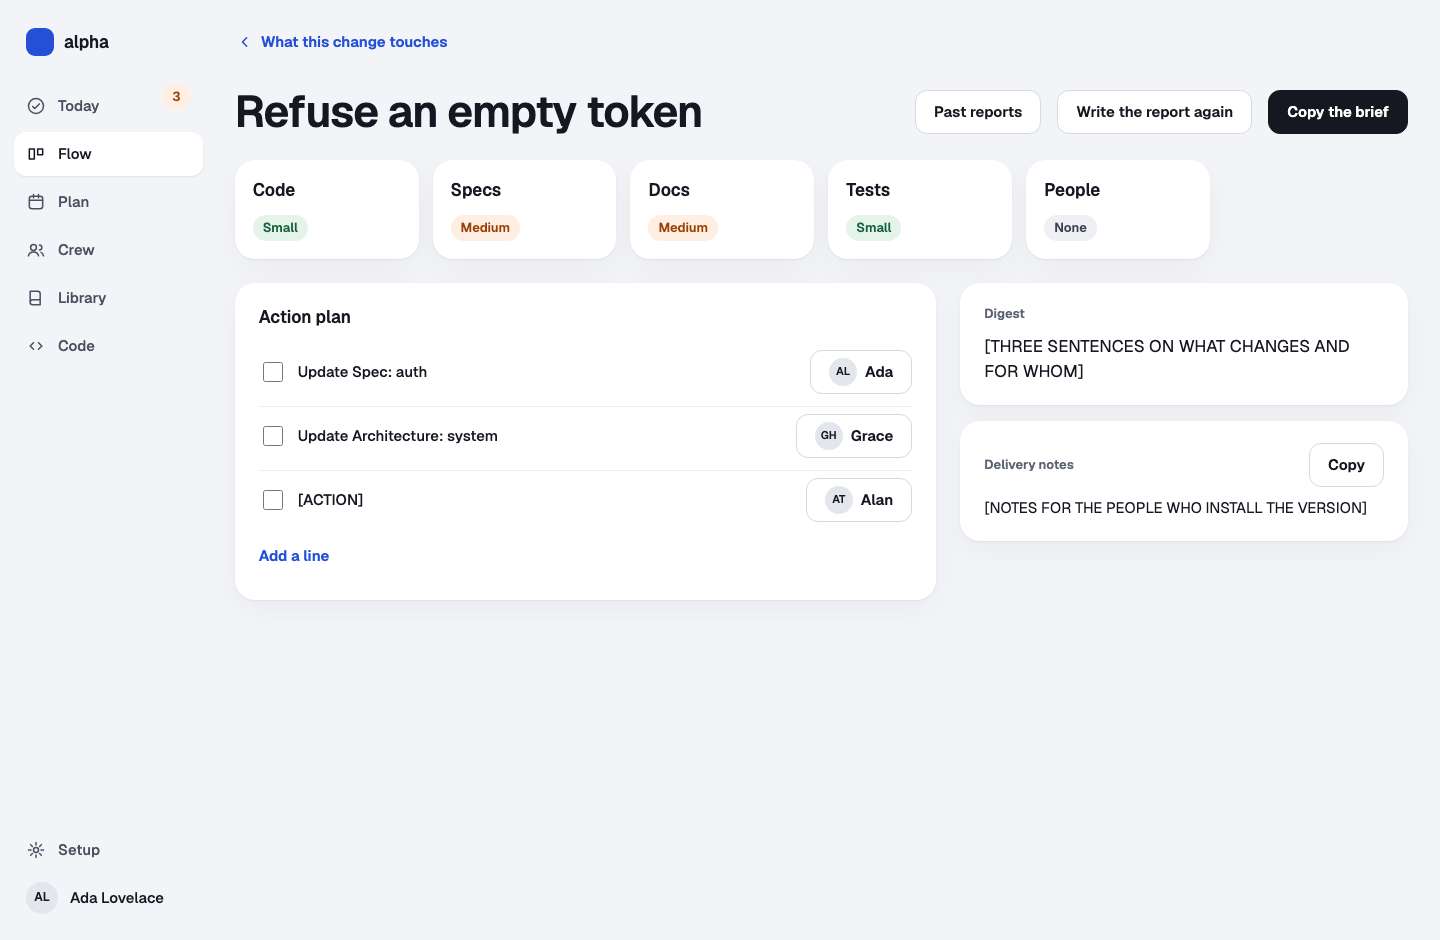 alpha
Today
3
Flow
Plan
Crew
Library
Code
Setup
AL
Ada Lovelace
What this change touches
Refuse an empty token
Past reports
Write the report again
Copy the brief
Code
Small
Specs
Medium
Docs
Medium
Tests
Small
People
None
Action plan
Update Spec: auth
AL Ada
Update Architecture: system
GH Grace
[ACTION]
AT Alan
Add a line
Digest
[THREE SENTENCES ON WHAT CHANGES AND
FOR WHOM]
Delivery notes
Copy
[NOTES FOR THE PEOPLE WHO INSTALL THE VERSION]